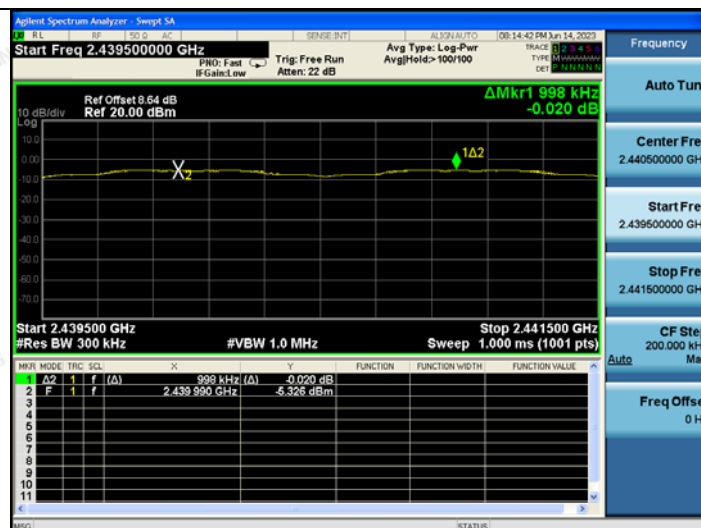 Agilent Spectrum Analyzer - Swept SA
RL RF 50 Ω AC SENSE:INT ALIGNAUTO 08:14:42 PM Jun 14, 2023
Start Freq 2.439500000 GHz
PNO: Fast
IFGain:Low
Trig: Free Run
Atten: 22 dB
Avg Type: Log-Pwr
Avg|Hold:>100/100
TRACE 1 2 3 4 5 6
TYPE M
DET P N N N N N
ΔMkr1 998 kHz
-0.020 dB
Ref Offset 8.64 dB
Ref 20.00 dBm
10 dB/div
Log
10.0
0.00
-10.0
-20.0
-30.0
-40.0
-50.0
-60.0
-70.0
X2
1Δ2
Start 2.439500 GHz Stop 2.441500 GHz
#Res BW 300 kHz #VBW 1.0 MHz Sweep 1.000 ms (1001 pts)
MKR MODE TRC SCL X Y FUNCTION FUNCTION WIDTH FUNCTION VALUE
1 Δ2 1 f (Δ) 998 kHz (Δ) -0.020 dB
2 F 1 f 2.439 990 GHz -5.326 dBm
3
4
5
6
7
8
9
10
11
MSG STATUS
Frequency
Auto Tun
Center Fre
2.440500000 GH
Start Fre
2.439500000 GH
Stop Fre
2.441500000 GH
CF Ste
200.000 kH
Auto Ma
Freq Offse
0 H